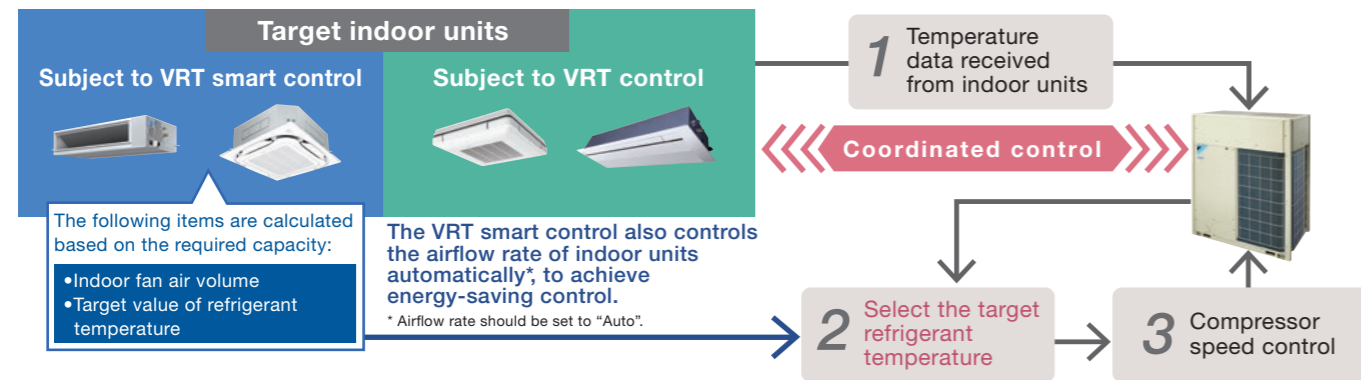 Target indoor units
Subject to VRT smart control
Subject to VRT control
The following items are calculated
based on the required capacity:
•Indoor fan air volume
•Target value of refrigerant
temperature
The VRT smart control also controls
the airflow rate of indoor units
automatically*, to achieve
energy-saving control.
* Airflow rate should be set to “Auto”.
1
Temperature
data received
from indoor units
Coordinated control
2
Select the target
refrigerant
temperature
3
Compressor
speed control